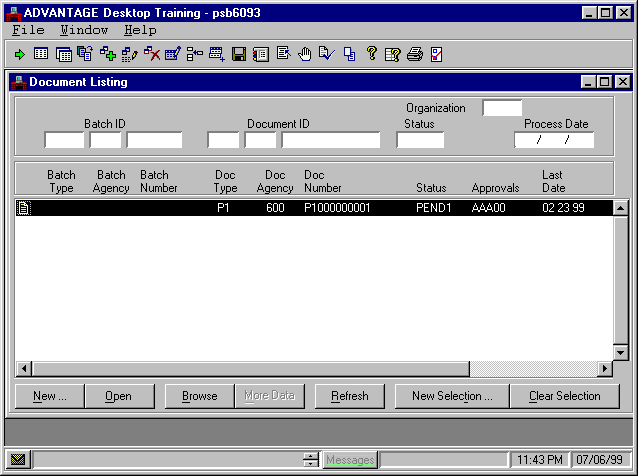 ADVANTAGE Desktop Training - psb6093
File Window Help
Document Listing
Organization
Batch ID Document ID Status Process Date
/ /
Batch Type Batch Agency Batch Number Doc Type Doc Agency Doc Number Status Approvals Last Date
P1 600 P1000000001 PEND1 AAA00 02 23 99
New ... Open Browse More Data Refresh New Selection ... Clear Selection
Messages 11:43 PM 07/06/99